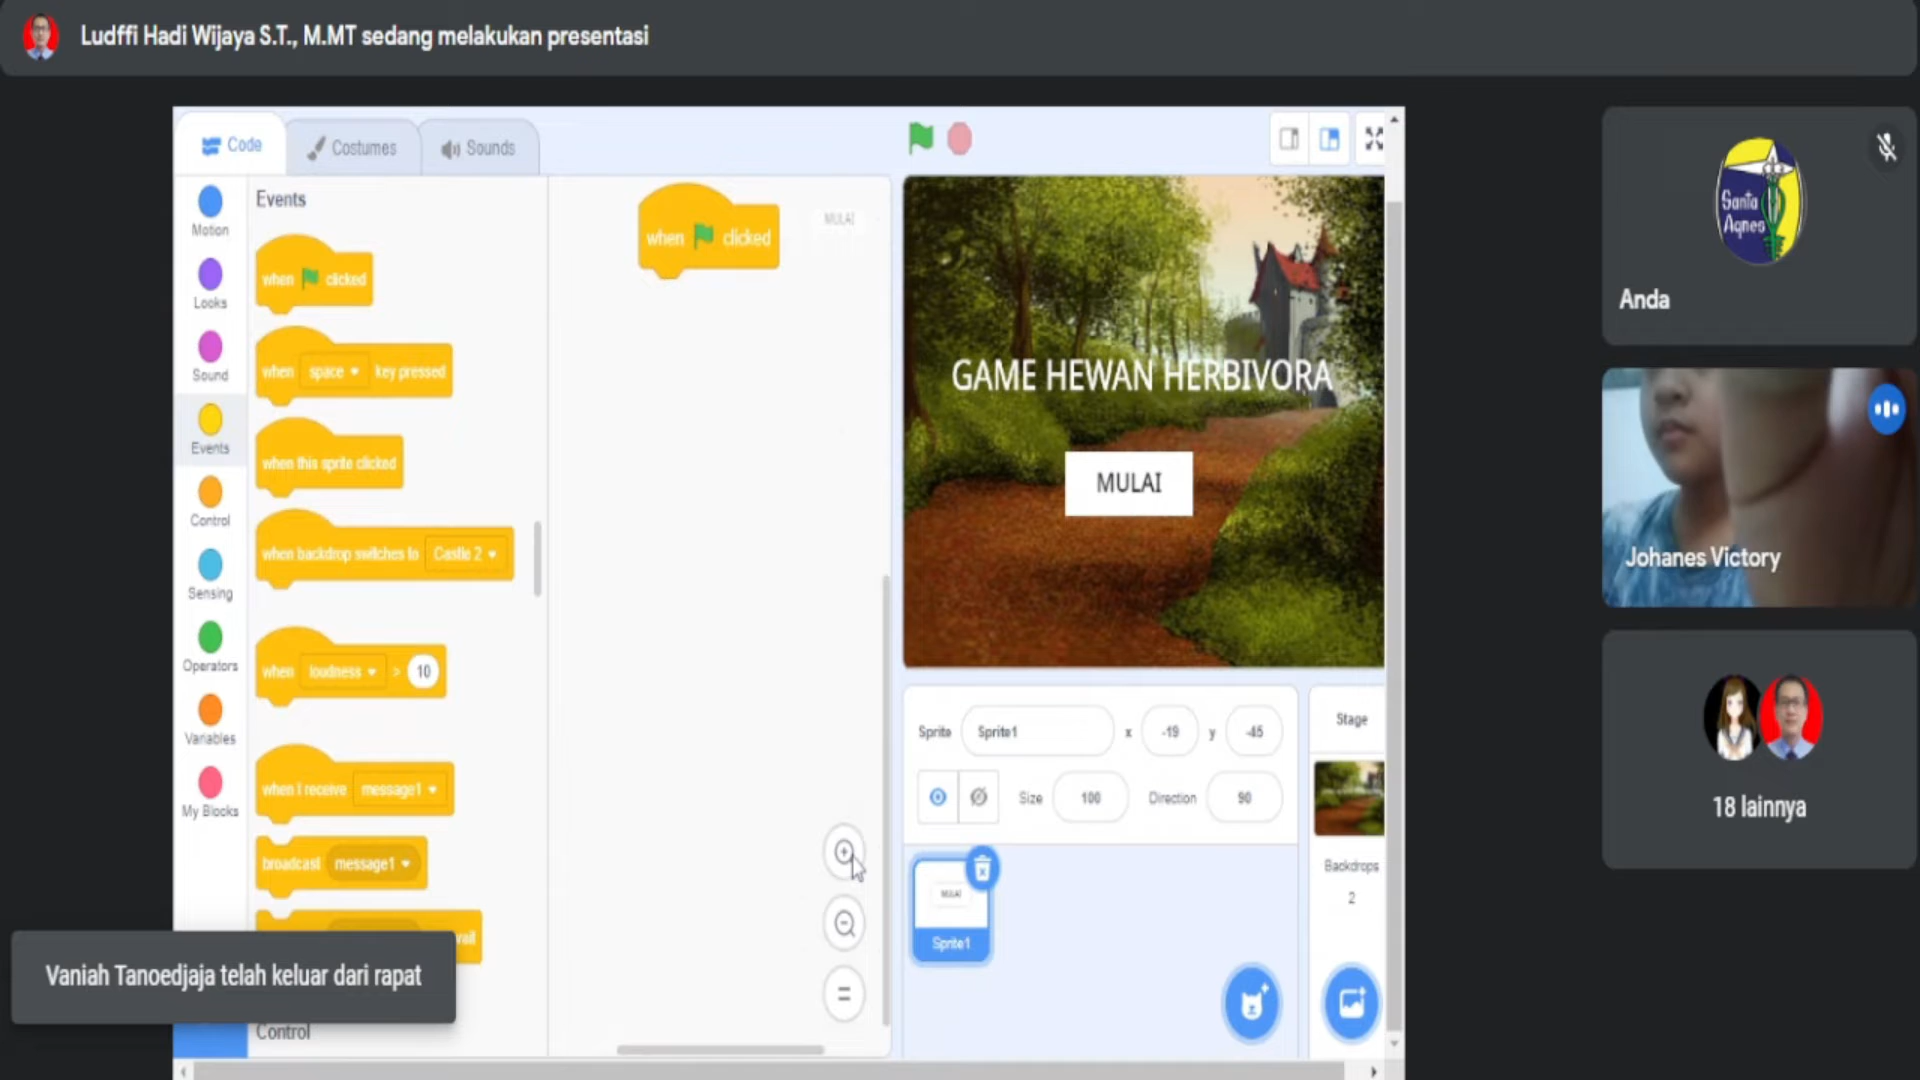 Ludffi Hadi Wijaya S.T., M.MT sedang melakukan presentasi
Code
Costumes
Sounds
Motion
Looks
Sound
Events
Control
Sensing
Operators
Variables
My Blocks
Events
when clicked
when space key pressed
when this sprite clicked
when backdrop switches to Castle 2
when loudness > 10
when I receive message1
broadcast message1
Control
when clicked
MULAI
GAME HEWAN HERBIVORA
MULAI
Sprite Sprite1 x -19 y -45
Size 100 Direction 90
MULAI
Sprite1
Stage
Backdrops
2
Vaniah Tanoedjaja telah keluar dari rapat
Santa
Agnes
Anda
Johanes Victory
18 lainnya